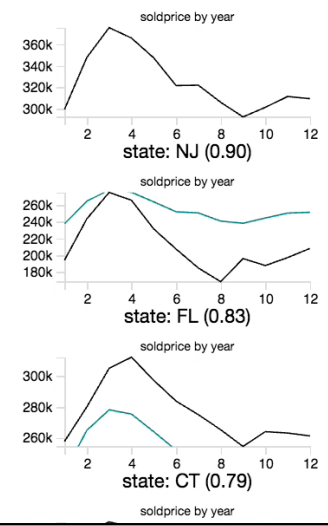 soldprice by year
360k
340k
320k
300k
2 4 6 8 10 12
state: NJ (0.90)
soldprice by year
260k
240k
220k
200k
180k
2 4 6 8 10 12
state: FL (0.83)
soldprice by year
300k
280k
260k
2 4 6 8 10 12
state: CT (0.79)
soldprice by year